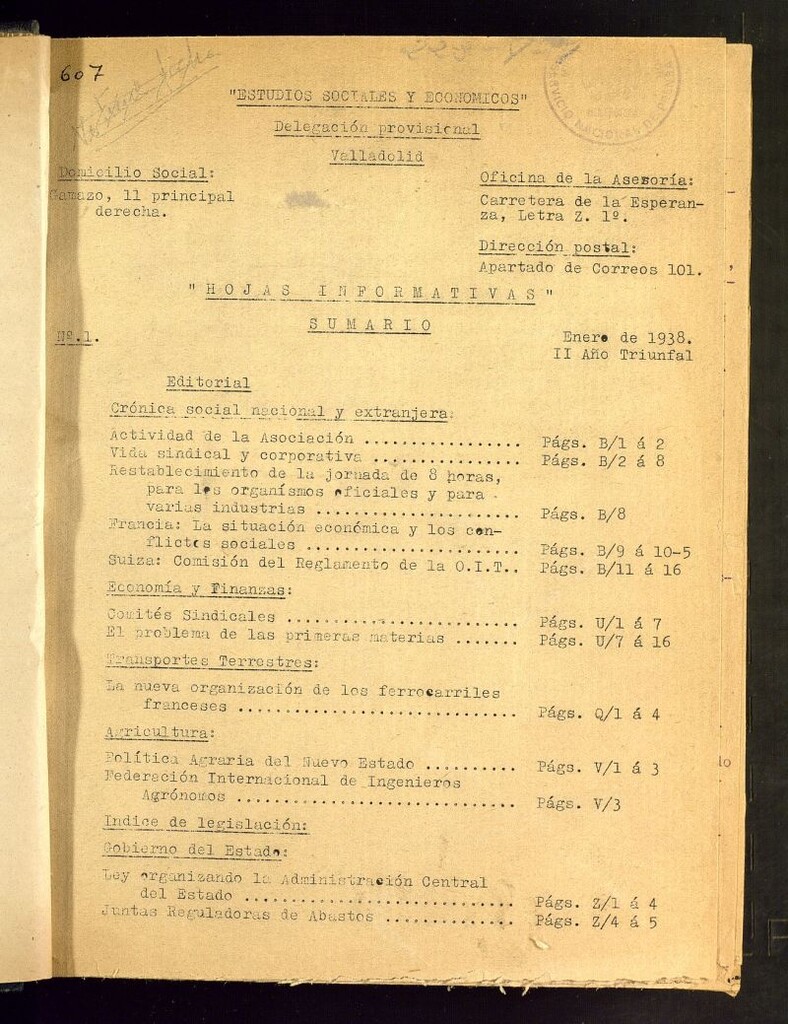 607
"ESTUDIOS SOCIALES Y ECONOMICOS"
Delegación provisional
Valladolid
Domicilio Social:
Gamazo, 11 principal
derecha.
Oficina de la Asesoría:
Carretera de la Esperan-
za, Letra Z. 1º.
Dirección postal:
Apartado de Correos 101.
"HOJAS INFORMATIVAS"
SUMARIO
Nº.1.
Enero de 1938.
II Año Triunfal
Editorial
Crónica social nacional y extranjera:
Actividad de la Asociación ................ Págs. B/1 á 2
Vida sindical y corporativa ............... Págs. B/2 á 8
Restablecimiento de la jornada de 8 horas,
para los organísmos oficiales y para
varias industrias .................... Págs. B/8
Francia: La situación económica y los con-
flictos sociales ..................... Págs. B/9 á 10-5
Suiza: Comisión del Reglamento de la O.I.T.. Págs. B/11 á 16
Economía y Finanzas:
Comités Sindicales ....................... Págs. U/1 á 7
El problema de las primeras materias ....... Págs. U/7 á 16
Transportes Terrestres:
La nueva organización de los ferrocarriles
franceses ............................ Págs. Q/1 á 4
Agricultura:
Política Agraria del Nuevo Estado ......... Págs. V/1 á 3
Federación Internacional de Ingenieros
Agrónomos ............................ Págs. V/3
Indice de legislación:
Gobierno del Estado:
Ley organizando la Administración Central
del Estado ........................... Págs. Z/1 á 4
Juntas Reguladoras de Abastos ............. Págs. Z/4 á 5
SERVICIO NACIONAL DE